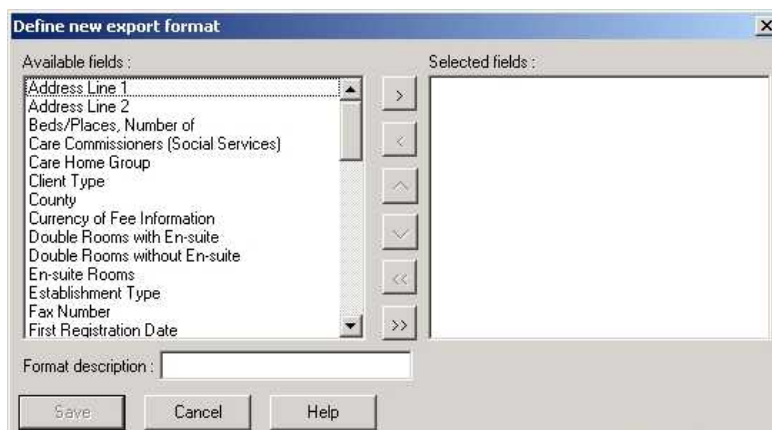 Define new export format
Available fields :
Selected fields :
Address Line 1
Address Line 2
Beds/Places, Number of
Care Commissioners (Social Services)
Care Home Group
Client Type
County
Currency of Fee Information
Double Rooms with En-suite
Double Rooms without En-suite
En-suite Rooms
Establishment Type
Fax Number
First Registration Date
>
<
<<
>>
Format description :
Save
Cancel
Help